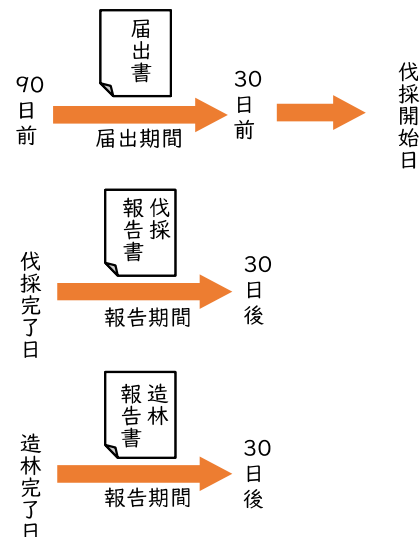 90日前
届出書
届出期間
30日前
伐採開始日
伐採完了日
伐採
報告書
報告期間
30日後
造林完了日
造林
報告書
報告期間
30日後